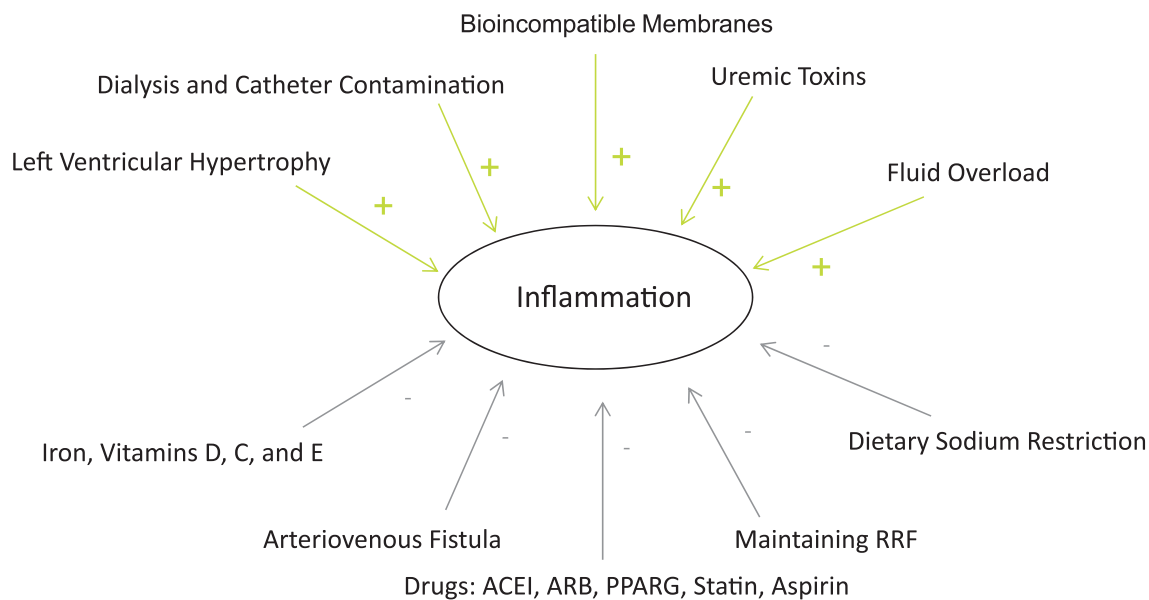 Bioincompatible Membranes
Uremic Toxins
Dialysis and Catheter Contamination
Left Ventricular Hypertrophy
Fluid Overload
+
+
+
+
+
Inflammation
-
-
-
-
-
Iron, Vitamins D, C, and E
Dietary Sodium Restriction
Arteriovenous Fistula
Maintaining RRF
Drugs: ACEI, ARB, PPARG, Statin, Aspirin